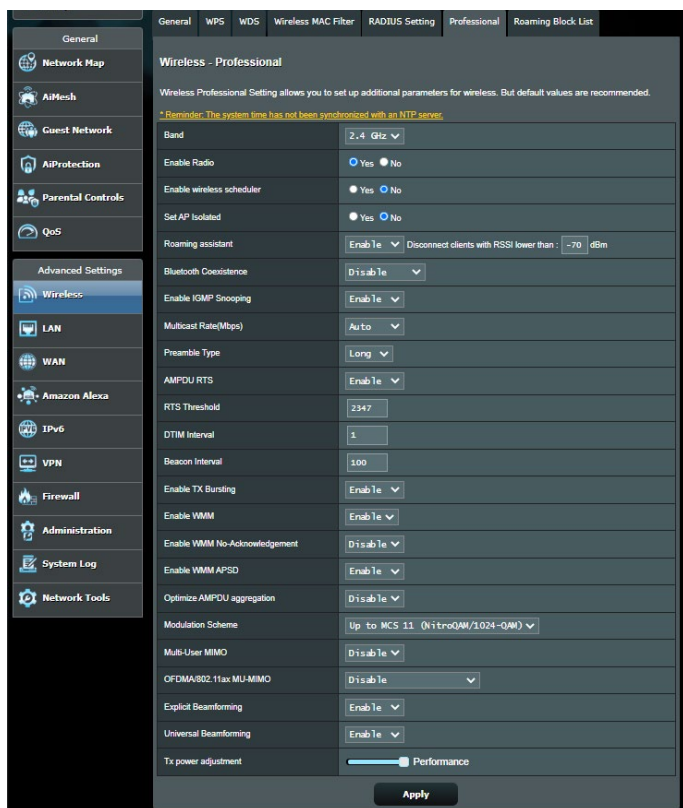 General WPS WDS Wireless MAC Filter RADIUS Setting Professional Roaming Block List
General
Network Map
AiMesh
Guest Network
AiProtection
Parental Controls
QoS
Advanced Settings
Wireless
LAN
WAN
Amazon Alexa
IPv6
VPN
Firewall
Administration
System Log
Network Tools
Wireless - Professional
Wireless Professional Setting allows you to set up additional parameters for wireless. But default values are recommended.
* Reminder: The system time has not been synchronized with an NTP server.
Band 2.4 GHz
Enable Radio Yes No
Enable wireless scheduler Yes No
Set AP Isolated Yes No
Roaming assistant Enable Disconnect clients with RSSI lower than : -70 dBm
Bluetooth Coexistence Disable
Enable IGMP Snooping Enable
Multicast Rate(Mbps) Auto
Preamble Type Long
AMPDU RTS Enable
RTS Threshold 2347
DTIM Interval 1
Beacon Interval 100
Enable TX Bursting Enable
Enable WMM Enable
Enable WMM No-Acknowledgement Disable
Enable WMM APSD Enable
Optimize AMPDU aggregation Disable
Modulation Scheme Up to MCS 11 (NitroQAM/1024-QAM)
Multi-User MIMO Disable
OFDMA/802.11ax MU-MIMO Disable
Explicit Beamforming Enable
Universal Beamforming Enable
Tx power adjustment Performance
Apply